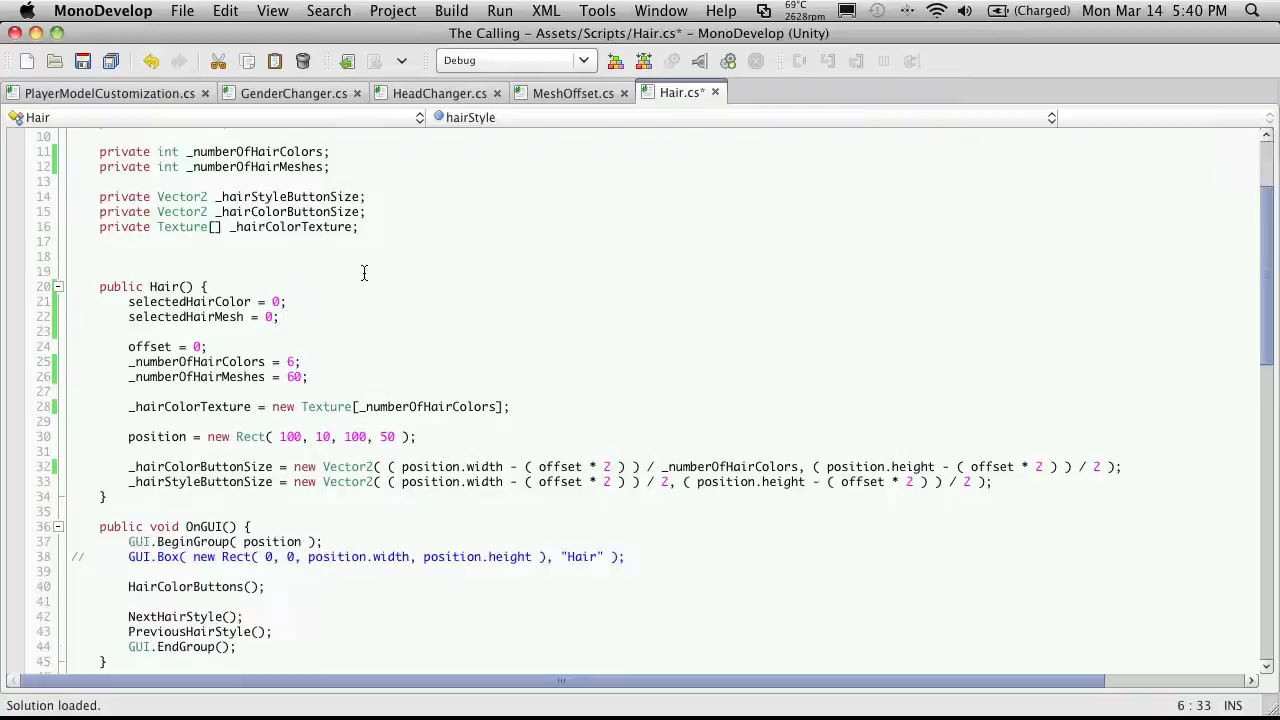 MonoDevelop File Edit View Search Project Build Run XML Tools Window Help 69°C 2628rpm (Charged) Mon Mar 14 5:40 PM
The Calling – Assets/Scripts/Hair.cs* – MonoDevelop (Unity)
Debug
PlayerModelCustomization.cs GenderChanger.cs HeadChanger.cs MeshOffset.cs Hair.cs*
Hair hairStyle
10
11 private int _numberOfHairColors;
12 private int _numberOfHairMeshes;
13
14 private Vector2 _hairStyleButtonSize;
15 private Vector2 _hairColorButtonSize;
16 private Texture[] _hairColorTexture;
17
18
19
20 public Hair() {
21 selectedHairColor = 0;
22 selectedHairMesh = 0;
23
24 offset = 0;
25 _numberOfHairColors = 6;
26 _numberOfHairMeshes = 60;
27
28 _hairColorTexture = new Texture[_numberOfHairColors];
29
30 position = new Rect( 100, 10, 100, 50 );
31
32 _hairColorButtonSize = new Vector2( ( position.width - ( offset * 2 ) ) / _numberOfHairColors, ( position.height - ( offset * 2 ) ) / 2 );
33 _hairStyleButtonSize = new Vector2( ( position.width - ( offset * 2 ) ) / 2, ( position.height - ( offset * 2 ) ) / 2 );
34 }
35
36 public void OnGUI() {
37 GUI.BeginGroup( position );
38 // GUI.Box( new Rect( 0, 0, position.width, position.height ), "Hair" );
39
40 HairColorButtons();
41
42 NextHairStyle();
43 PreviousHairStyle();
44 GUI.EndGroup();
45 }
Solution loaded. 6 : 33 INS